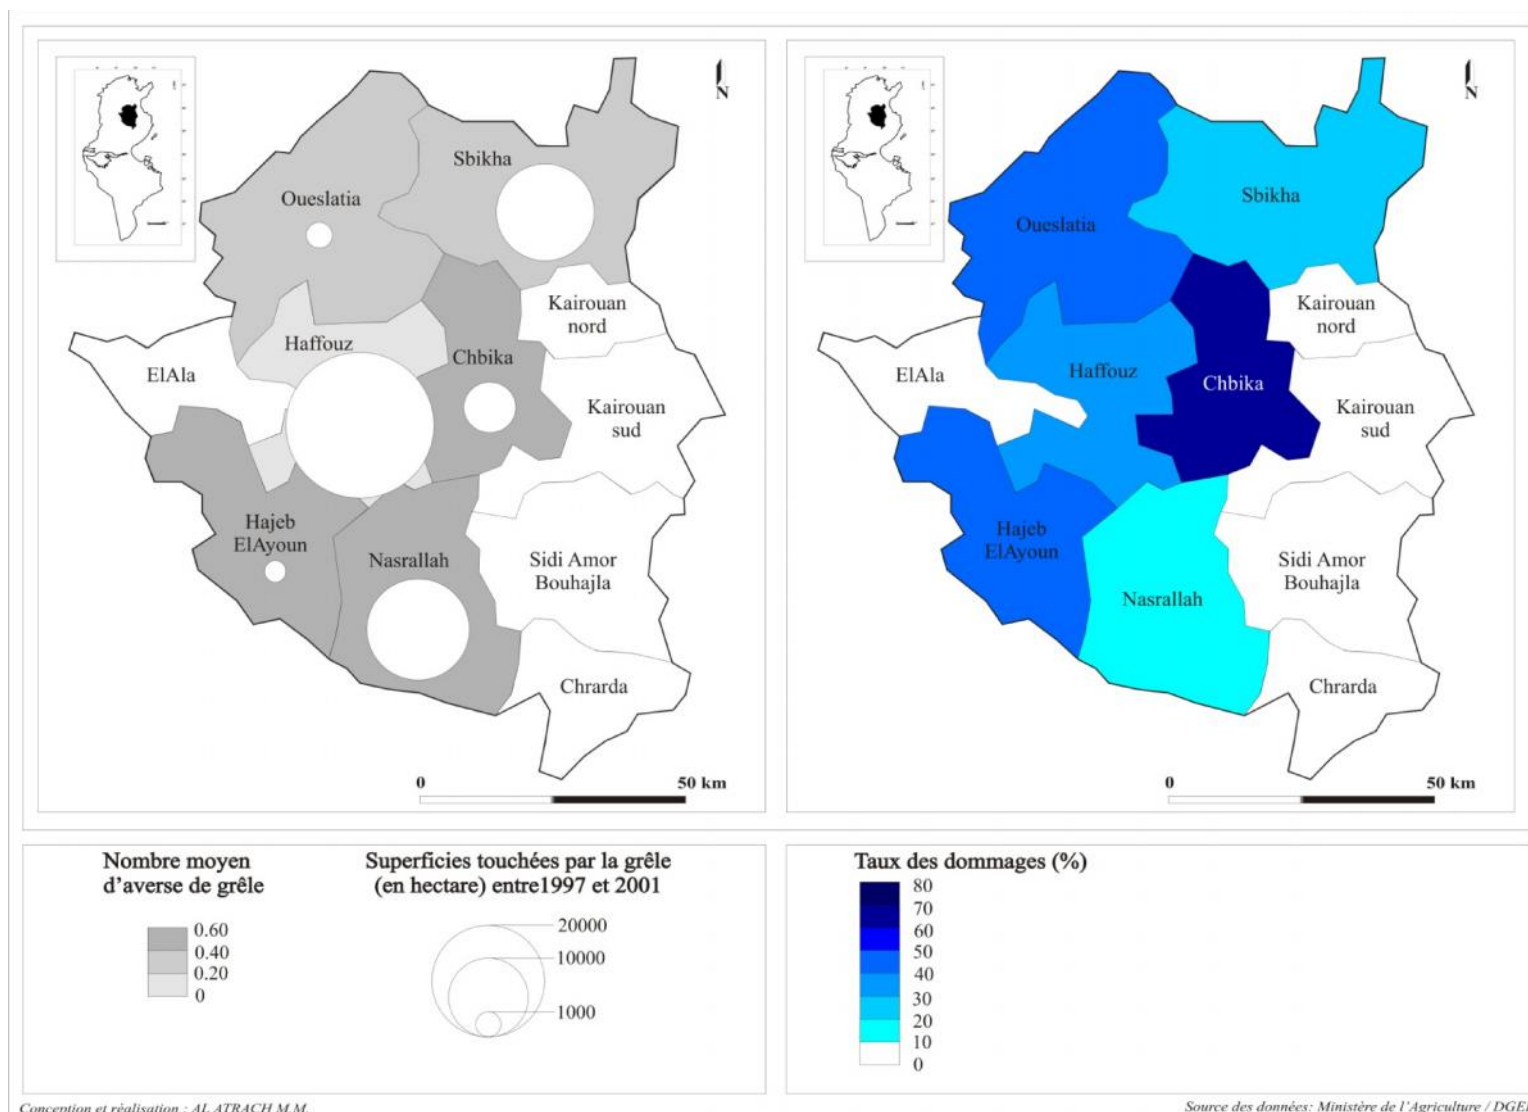 N
Sbikha
Oueslatia
Kairouan
nord
Haffouz
Chbika
ElAla
Kairouan
sud
Hajeb
ElAyoun
Nasrallah
Sidi Amor
Bouhajla
Chrarda
0 50 km
N
Sbikha
Oueslatia
Kairouan
nord
Haffouz
ElAla
Chbika
Kairouan
sud
Hajeb
ElAyoun
Sidi Amor
Bouhajla
Nasrallah
Chrarda
0 50 km
Nombre moyen
d'averse de grêle
0.60
0.40
0.20
0
Superficies touchées par la grêle
(en hectare) entre1997 et 2001
20000
10000
1000
Taux des dommages (%)
80
70
60
50
40
30
20
10
0
Conception et réalisation : AL ATRACH M.M.
Source des données: Ministère de l'Agriculture /